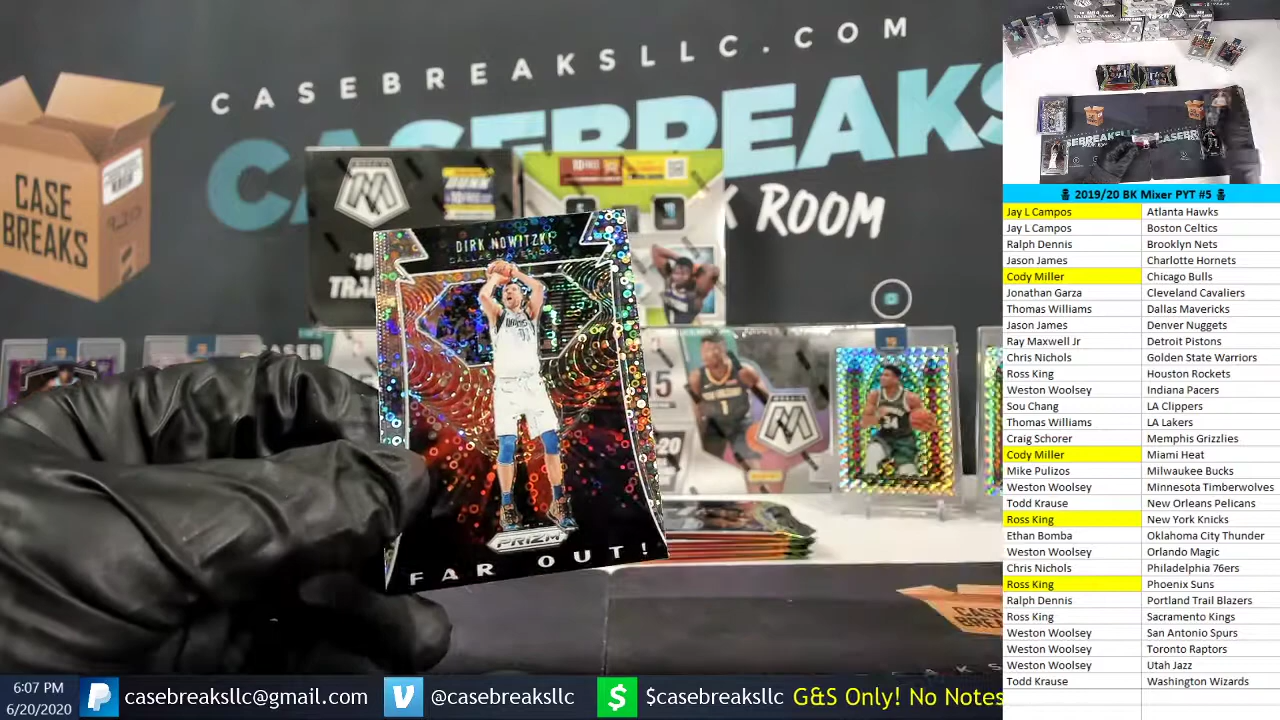 CASEBREAKSLLC.COM
CASEBREAKS
ROOM
CASE
BREAKS
DIRK NOWITZKI
DALLAS MAVERICKS
PRIZM
FAR OUT!
2019/20 BK Mixer PYT #5
Jay L Campos Atlanta Hawks
Jay L Campos Boston Celtics
Ralph Dennis Brooklyn Nets
Jason James Charlotte Hornets
Cody Miller Chicago Bulls
Jonathan Garza Cleveland Cavaliers
Thomas Williams Dallas Mavericks
Jason James Denver Nuggets
Ray Maxwell Jr Detroit Pistons
Chris Nichols Golden State Warriors
Ross King Houston Rockets
Weston Woolsey Indiana Pacers
Sou Chang LA Clippers
Thomas Williams LA Lakers
Craig Schorer Memphis Grizzlies
Cody Miller Miami Heat
Mike Pulizos Milwaukee Bucks
Weston Woolsey Minnesota Timberwolves
Todd Krause New Orleans Pelicans
Ross King New York Knicks
Ethan Bomba Oklahoma City Thunder
Weston Woolsey Orlando Magic
Chris Nichols Philadelphia 76ers
Ross King Phoenix Suns
Ralph Dennis Portland Trail Blazers
Ross King Sacramento Kings
Weston Woolsey San Antonio Spurs
Weston Woolsey Toronto Raptors
Weston Woolsey Utah Jazz
Todd Krause Washington Wizards
6:07 PM
6/20/2020
casebreaksllc@gmail.com
@casebreaksllc
$casebreaksllc
G&S Only! No Notes